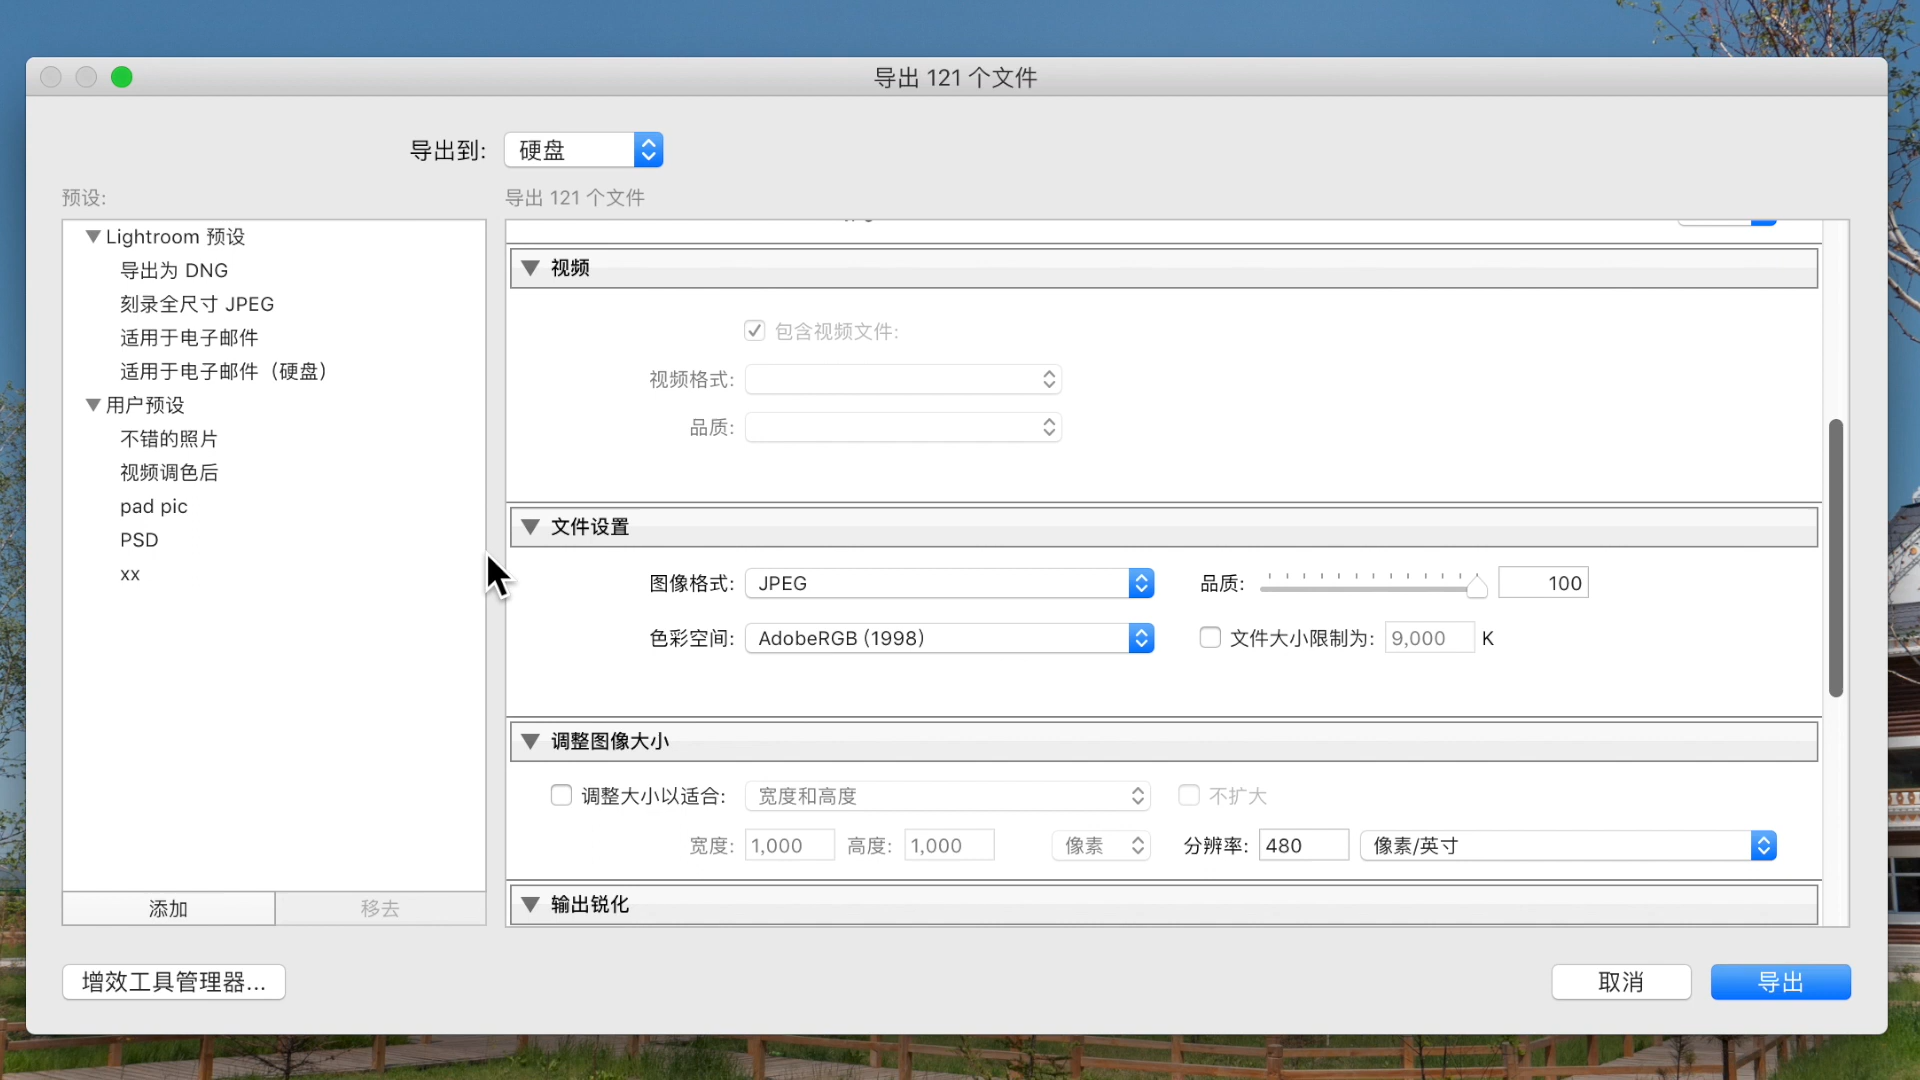 导出 121 个文件
导出到: 硬盘
预设:
导出 121 个文件
Lightroom 预设
导出为 DNG
刻录全尺寸 JPEG
适用于电子邮件
适用于电子邮件（硬盘）
用户预设
不错的照片
视频调色后
pad pic
PSD
xx
添加 移去
视频
包含视频文件:
视频格式:
品质:
文件设置
图像格式: JPEG 品质: 100
色彩空间: AdobeRGB (1998) 文件大小限制为: 9,000 K
调整图像大小
调整大小以适合: 宽度和高度 不扩大
宽度: 1,000 高度: 1,000 像素 分辨率: 480 像素/英寸
输出锐化
增效工具管理器... 取消 导出